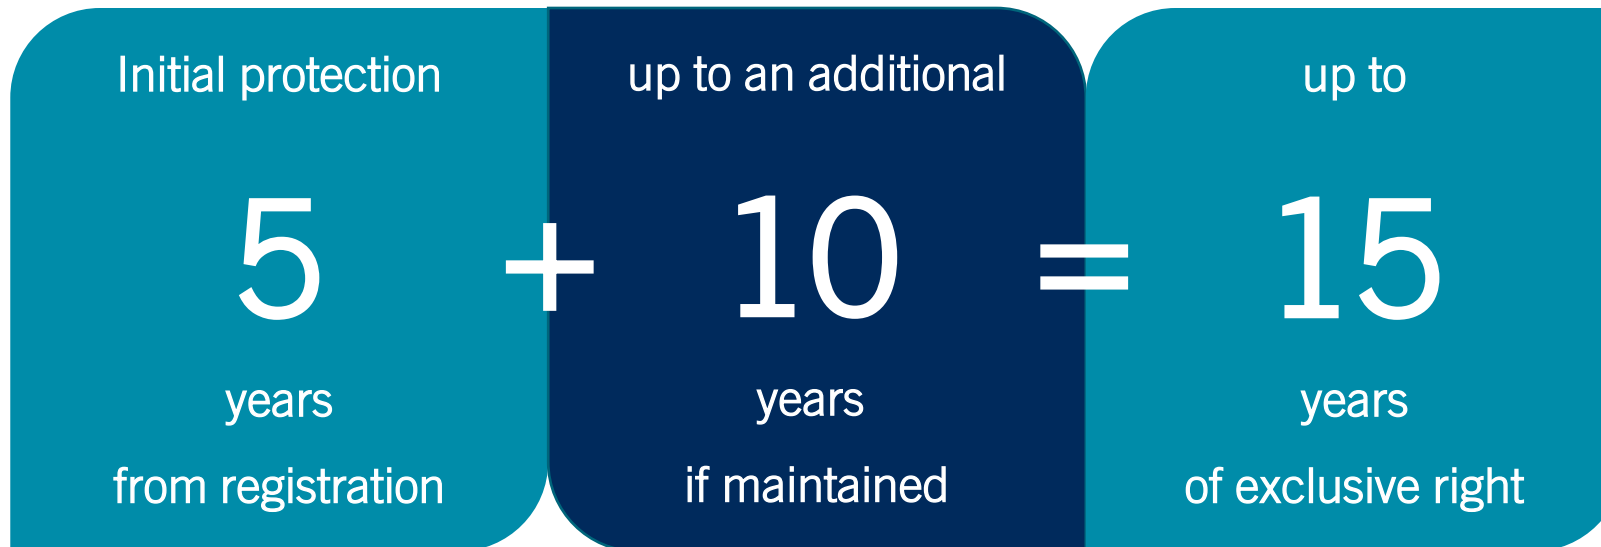 Initial protection
5
years
from registration
+
up to an additional
10
years
if maintained
=
up to
15
years
of exclusive right